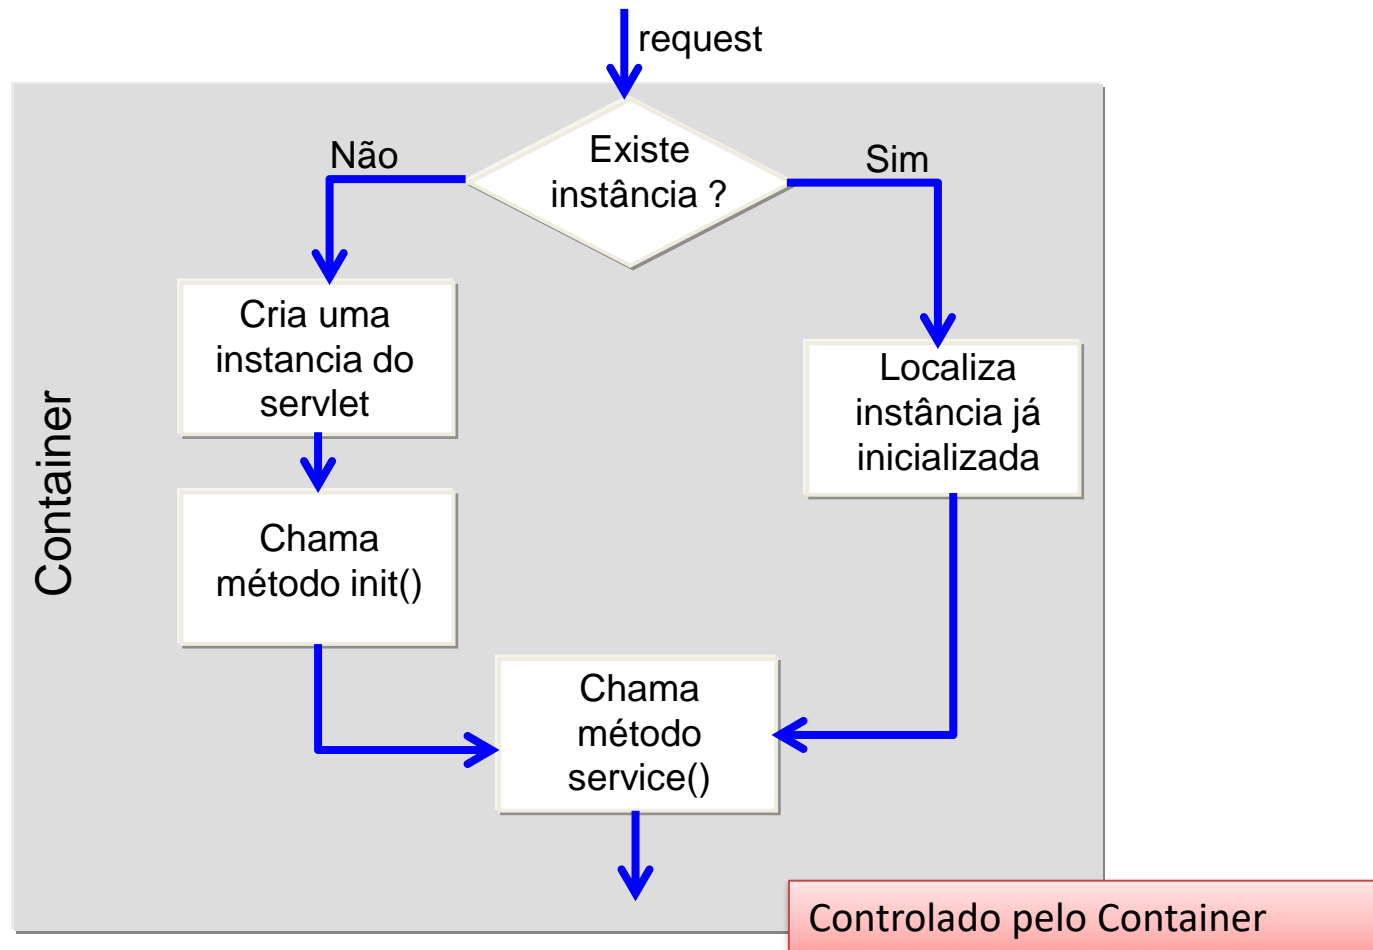 request
Existe
instância ?
Não
Sim
Cria uma
instancia do
servlet
Localiza
instância já
inicializada
Container
Chama
método init()
Chama
método
service()
Controlado pelo Container